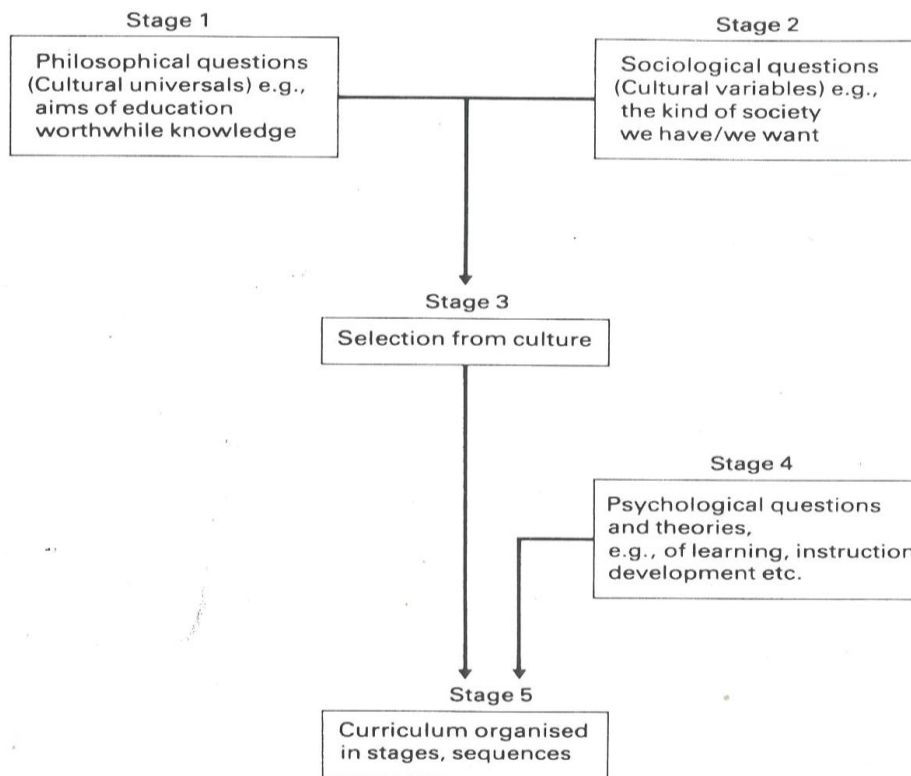 Stage 1
Philosophical questions
(Cultural universals) e.g.,
aims of education
worthwhile knowledge
Stage 2
Sociological questions
(Cultural variables) e.g.,
the kind of society
we have/we want
Stage 3
Selection from culture
Stage 4
Psychological questions
and theories,
e.g., of learning, instruction
development etc.
Stage 5
Curriculum organised
in stages, sequences